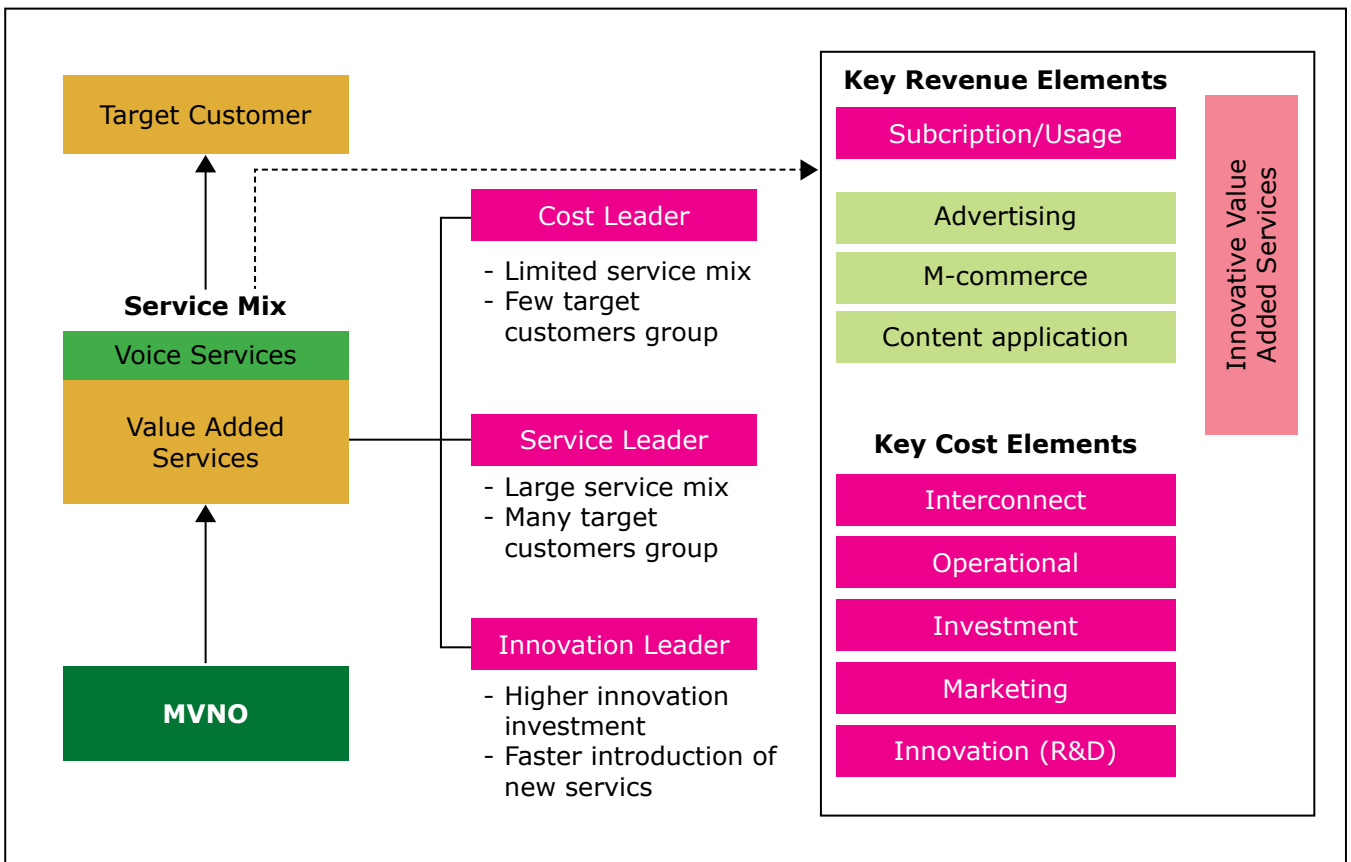 Target Customer
Service Mix
Voice Services
Value Added
Services
MVNO
Cost Leader
- Limited service mix
- Few target
customers group
Service Leader
- Large service mix
- Many target
customers group
Innovation Leader
- Higher innovation
investment
- Faster introduction of
new servics
Key Revenue Elements
Subcription/Usage
Advertising
M-commerce
Content application
Innovative Value
Added Services
Key Cost Elements
Interconnect
Operational
Investment
Marketing
Innovation (R&D)